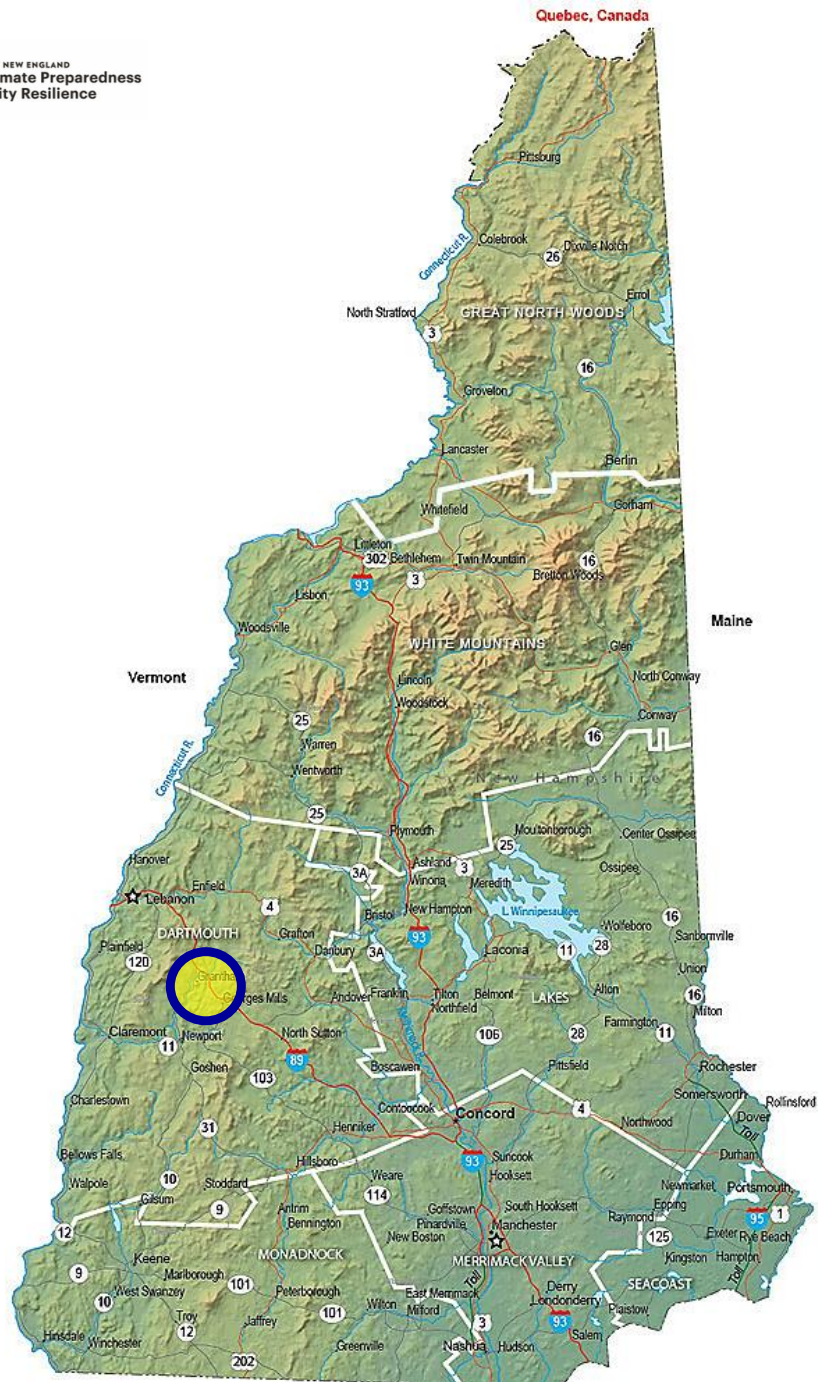 Quebec, Canada
NEW ENGLAND
mate Preparedness
ity Resilience
Pittsburg
Connecticut R.
Colebrook
Dixville Notch
26
Errol
North Stratford
GREAT NORTH WOODS
3
16
Grovelon
Lancaster
Berlin
Whitefield
Gorham
Littleton
302
Bethlehem
Twin Mountain
16
93
3
Bretton Woods
Lisbon
Woodsville
Maine
WHITE MOUNTAINS
Glen
Vermont
Lincoln
North Conway
Woodstock
Conway
25
16
Warren
Connecticut R.
Wentworth
New Hampshire
25
Plymouth
Moultonborough
Center Ossipee
25
Hanover
Ashland
3
3A
Winona
Meredith
Ossipee
Enfield
Lebanon
4
Bristol
New Hampton
L. Winnipesaukee
16
DARTMOUTH
Grafton
93
Wolfeboro
Sanbornville
Plainfield
Danbury
3A
Laconia
11
28
120
Union
Georges Mills
Andover
Franklin
Tilton
Belmont
LAKES
Alton
16
Northfield
Milton
Claremont
Newport
North Sutton
106
28
Farmington
11
11
89
Goshen
103
Boscawen
Pittsfield
Rochester
Charlestown
Contoocook
Concord
4
Somersworth
Rollinsford
Dover
31
Henniker
Northwood
Toll
Bellows Falls
Hillsboro
93
Suncook
Durham
Hooksett
Walpole
10
Stoddard
Weare
Newmarket
Portsmouth
Gilsum
9
Antrim
114
Goffstown
South Hooksett
Epping
Bennington
Pinardville
Manchester
Raymond
95
1
12
New Boston
125
Exeter
Rye Beach
Keene
MONADNOCK
MERRIMACK VALLEY
Kingston
Hampton
9
Marlborough
101
Peterborough
Toll
Derry
SEACOAST
Toll
10
West Swanzey
101
Wilton
East Merrimack
Londonderry
Troy
Milford
93
Plaistow
12
Jaffrey
3
Salem
Hinsdale
Winchester
Greenville
Nashua
Hudson
202